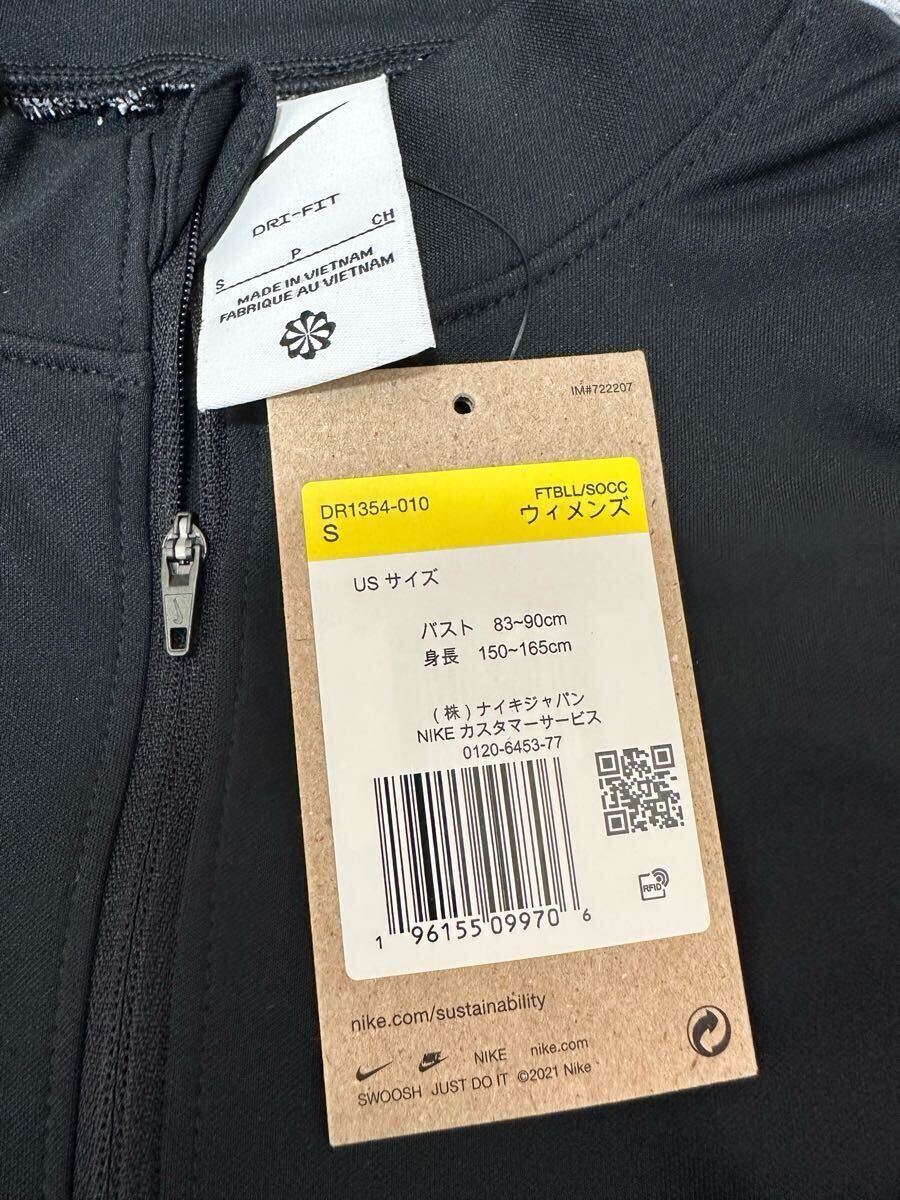 DRI-FIT
S P CH
MADE IN VIETNAM
FABRIQUE AU VIETNAM
IM#722207
DR1354-010
S
FTBLL/SOCC
ウィメンズ
US サイズ
バスト 83~90cm
身長 150~165cm
(株)ナイキジャパン
NIKE カスタマーサービス
0120-6453-77
1 96155 09970 6
RFID
nike.com/sustainability
NIKE NIKE nike.com
SWOOSH JUST DO IT ©2021 Nike